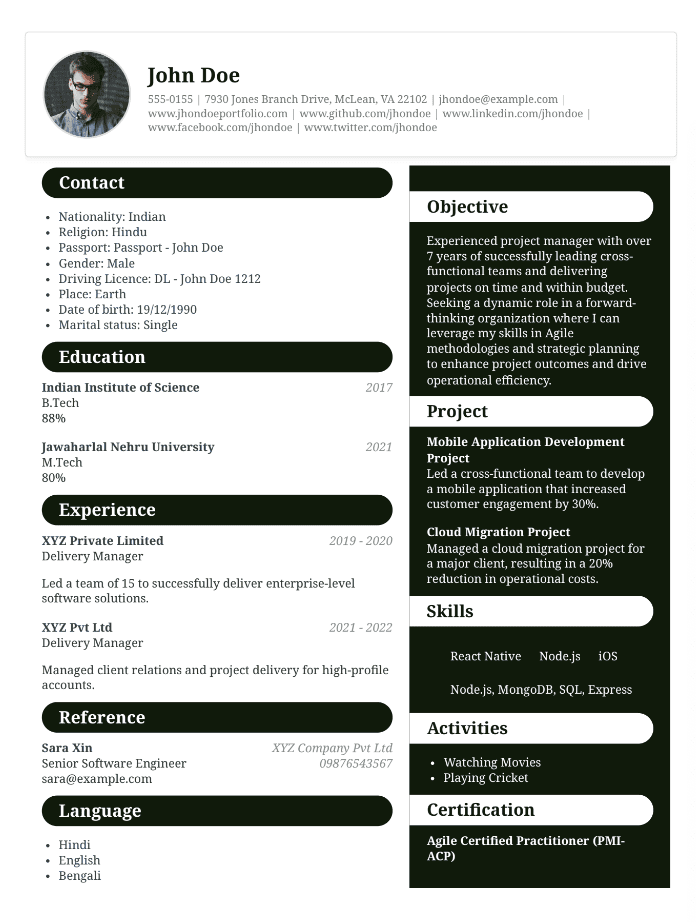 John Doe
555-0155 | 7930 Jones Branch Drive, McLean, VA 22102 | jhondoe@example.com |
www.jhondoeportfolio.com | www.github.com/jhondoe | www.linkedin.com/jhondoe |
www.facebook.com/jhondoe | www.twitter.com/jhondoe
Contact
• Nationality: Indian
• Religion: Hindu
• Passport: Passport - John Doe
• Gender: Male
• Driving Licence: DL - John Doe 1212
• Place: Earth
• Date of birth: 19/12/1990
• Marital status: Single
Education
Indian Institute of Science 2017
B.Tech
88%
Jawaharlal Nehru University 2021
M.Tech
80%
Experience
XYZ Private Limited 2019 - 2020
Delivery Manager
Led a team of 15 to successfully deliver enterprise-level
software solutions.
XYZ Pvt Ltd 2021 - 2022
Delivery Manager
Managed client relations and project delivery for high-profile
accounts.
Reference
Sara Xin XYZ Company Pvt Ltd
Senior Software Engineer 09876543567
sara@example.com
Language
• Hindi
• English
• Bengali
Objective
Experienced project manager with over
7 years of successfully leading cross-
functional teams and delivering
projects on time and within budget.
Seeking a dynamic role in a forward-
thinking organization where I can
leverage my skills in Agile
methodologies and strategic planning
to enhance project outcomes and drive
operational efficiency.
Project
Mobile Application Development
Project
Led a cross-functional team to develop
a mobile application that increased
customer engagement by 30%.
Cloud Migration Project
Managed a cloud migration project for
a major client, resulting in a 20%
reduction in operational costs.
Skills
React Native Node.js iOS
Node.js, MongoDB, SQL, Express
Activities
• Watching Movies
• Playing Cricket
Certification
Agile Certified Practitioner (PMI-
ACP)